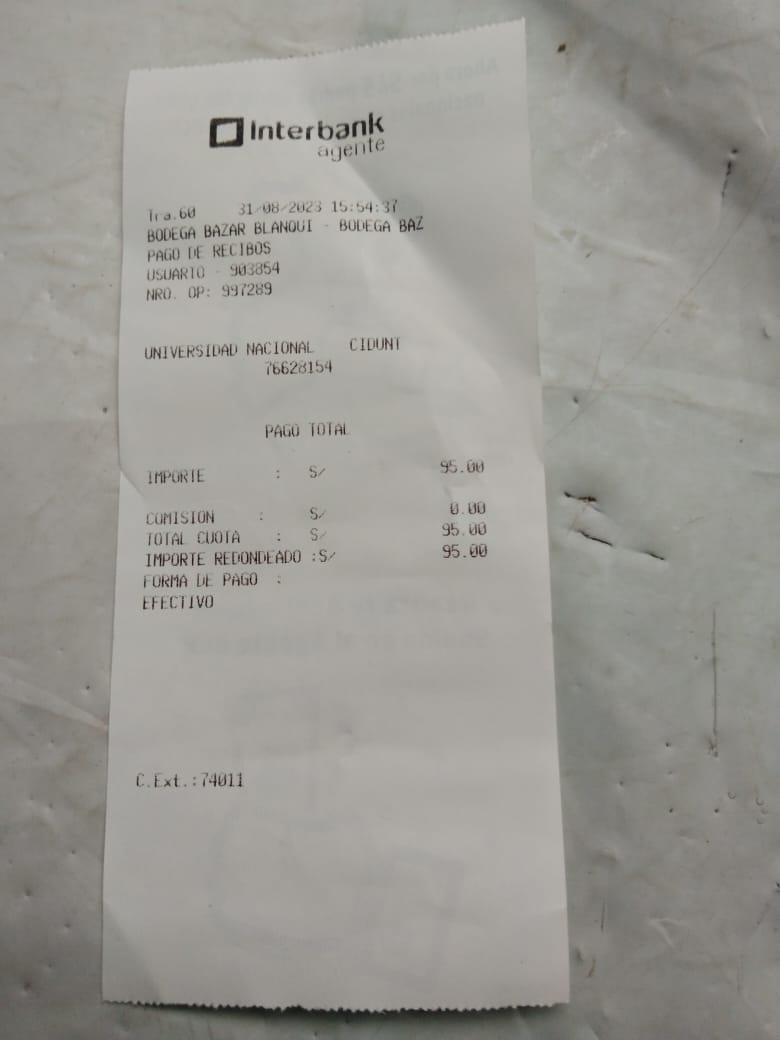 Interbank
agente
Tra.60 31/08/2023 15:54:37
BODEGA BAZAR BLANQUI - BODEGA BAZ
PAGO DE RECIBOS
USUARIO - 903854
NRO. OP: 997289
UNIVERSIDAD NACIONAL CIDUNT
76628154
PAGO TOTAL
IMPORTE : S/ 95.00
COMISION : S/ 0.00
TOTAL CUOTA : S/ 95.00
IMPORTE REDONDEADO :S/ 95.00
FORMA DE PAGO :
EFECTIVO
C.Ext.:74011